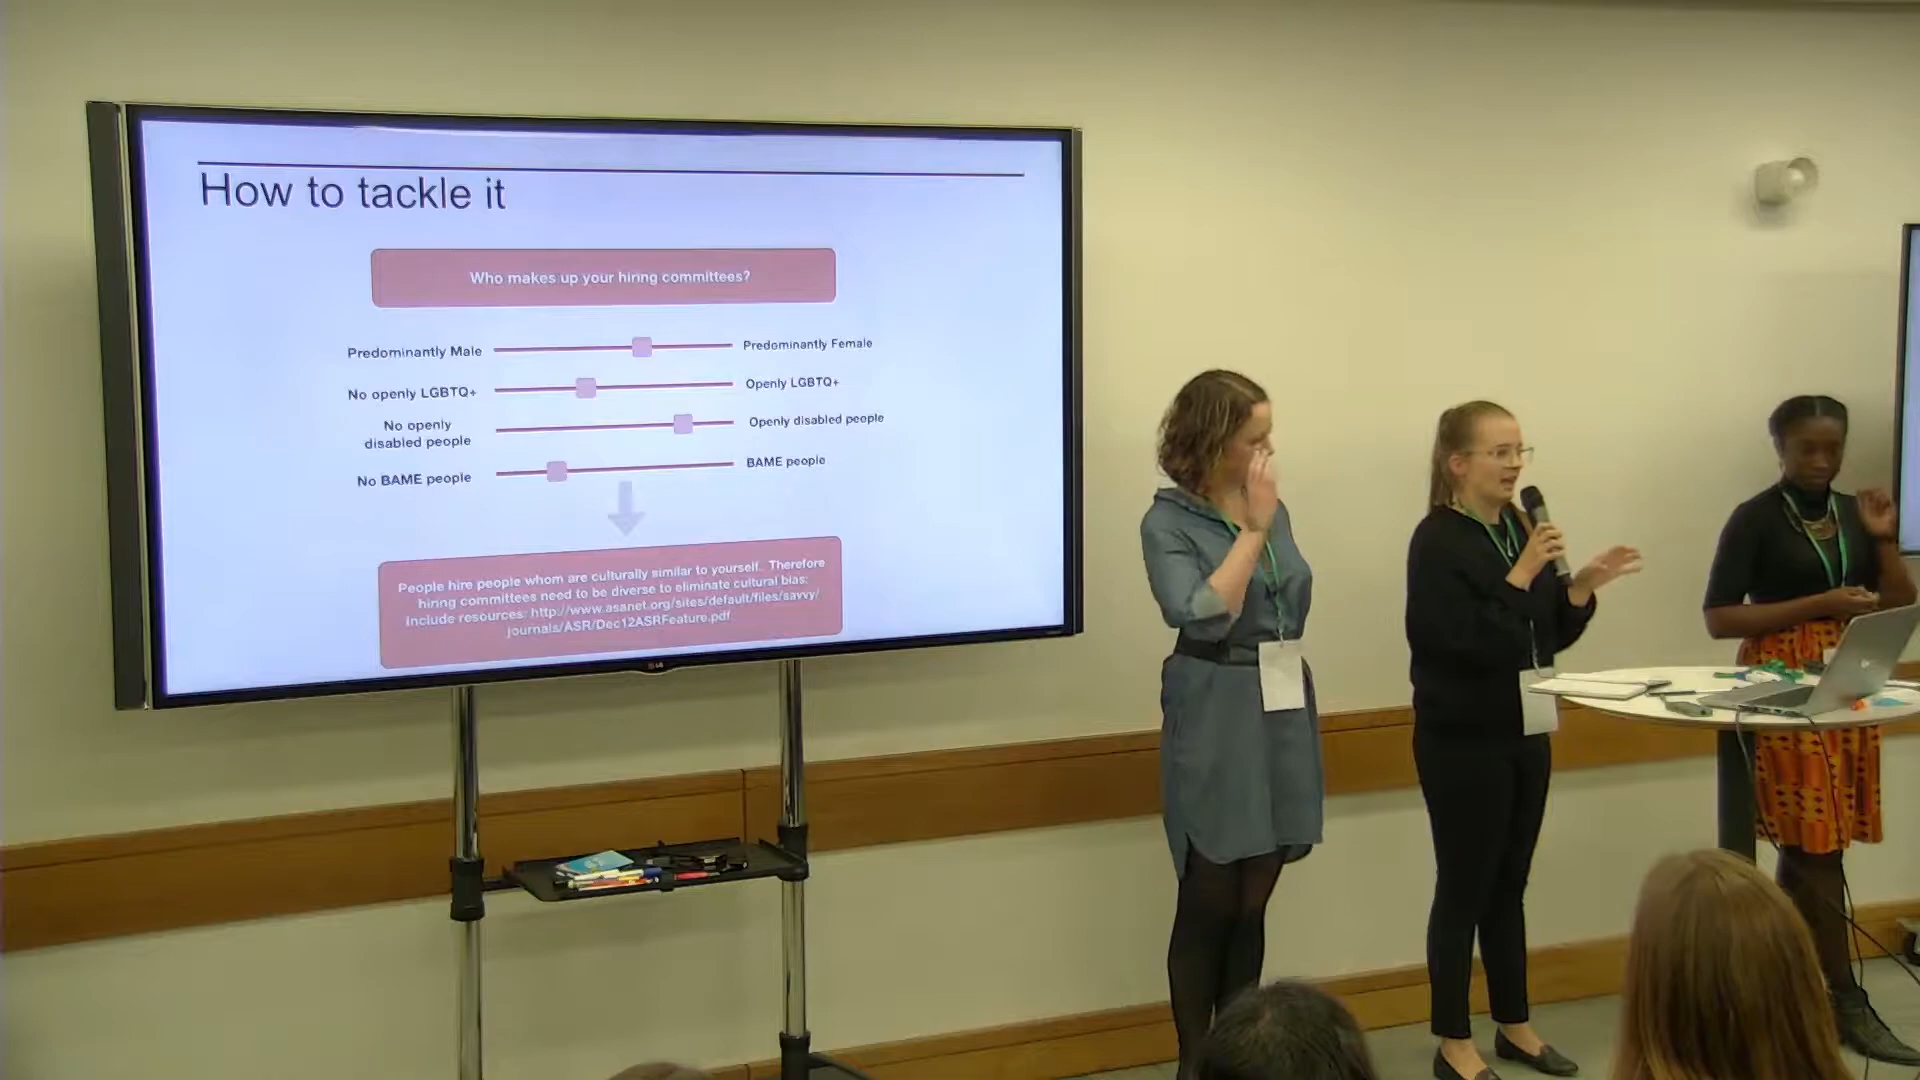 How to tackle it
Who makes up your hiring committees?
Predominantly Male
Predominantly Female
No openly LGBTQ+
Openly LGBTQ+
No openly
disabled people
Openly disabled people
No BAME people
BAME people
People hire people whom are culturally similar to yourself. Therefore
hiring committees need to be diverse to eliminate cultural bias:
Include resources: http://www.asanet.org/sites/default/files/savvy/
journals/ASR/Dec12ASRFeature.pdf
LG